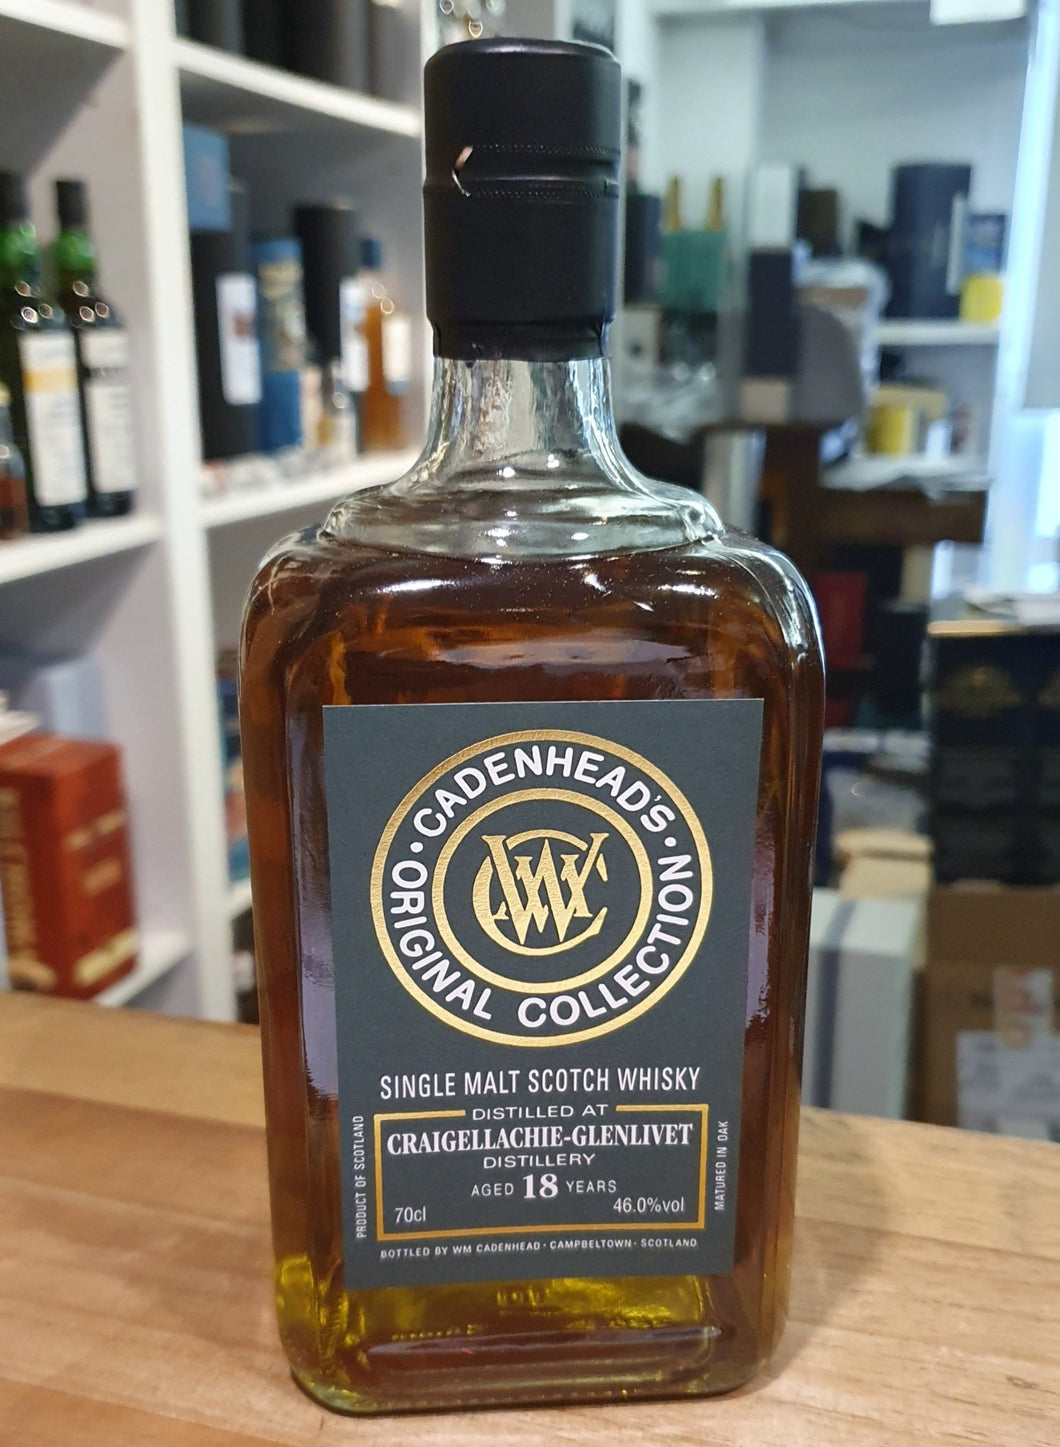 CADENHEAD'S
ORIGINAL COLLECTION
WC
SINGLE MALT SCOTCH WHISKY
DISTILLED AT
CRAIGELLACHIE-GLENLIVET
DISTILLERY
AGED 18 YEARS
70cl 46.0%vol
PRODUCT OF SCOTLAND
MATURED IN OAK
BOTTLED BY WM CADENHEAD · CAMPBELTOWN · SCOTLAND